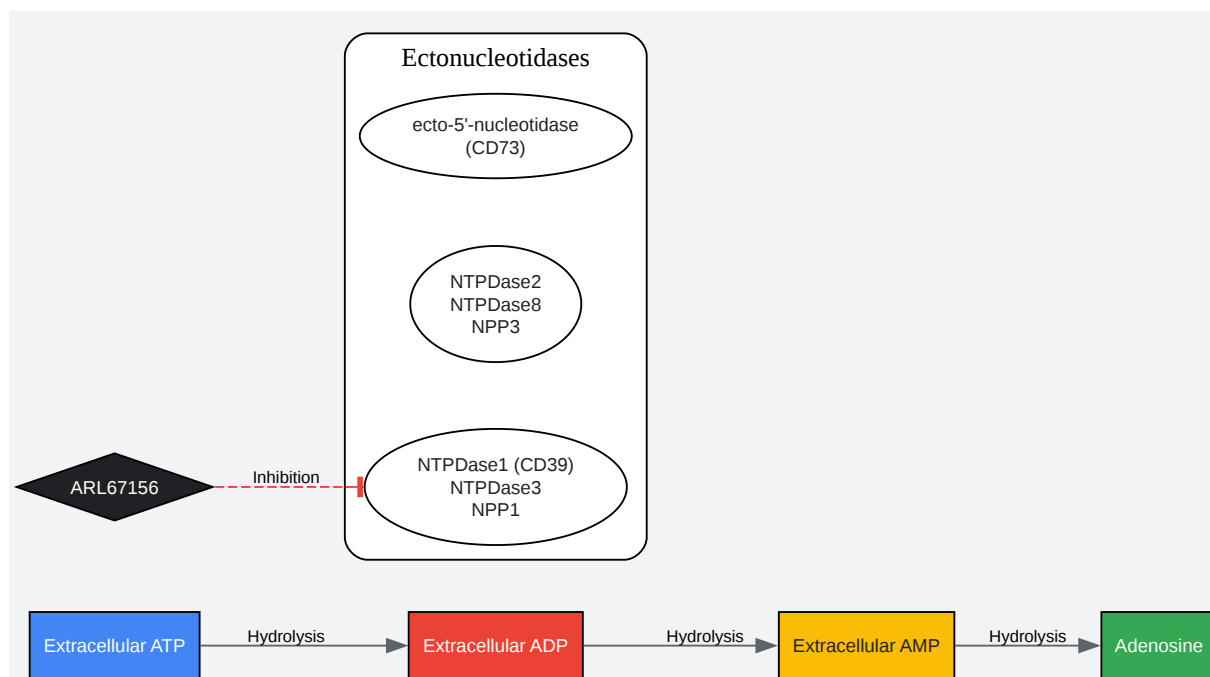 Ectonucleotidases
ecto-5'-nucleotidase
(CD73)
NTPDase2
NTPDase8
NPP3
NTPDase1 (CD39)
NTPDase3
NPP1
ARL67156
Inhibition
Extracellular ATP
Hydrolysis
Extracellular ADP
Hydrolysis
Extracellular AMP
Hydrolysis
Adenosine